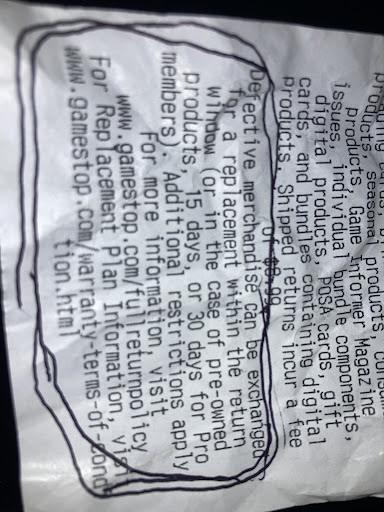 products, seasonal products,
products, Game Informer Magazine
issues, individual bundle components,
digital products, POSA cards, gift
cards, and bundles containing digital
products. Shipped returns incur a fee
of $3.99
Defective merchandise can be exchanged
for a replacement within the return
window (or in the case of pre-owned
products, 15 days, or 30 days for Pro
members). Additional restrictions apply
For more information, visit
www.gamestop.com/fullreturnpolicy
For Replacement Plan Information, visit
www.gamestop.com/warranty-terms-of-cond
tion.html